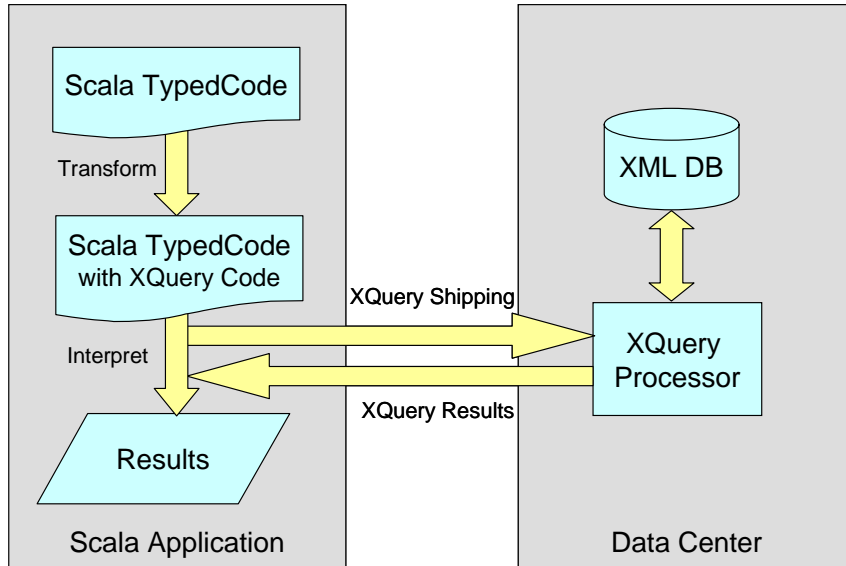 Scala TypedCode
Transform
Scala TypedCode
with XQuery Code
Interpret
Results
Scala Application
XQuery Shipping
XQuery Results
XML DB
XQuery
Processor
Data Center